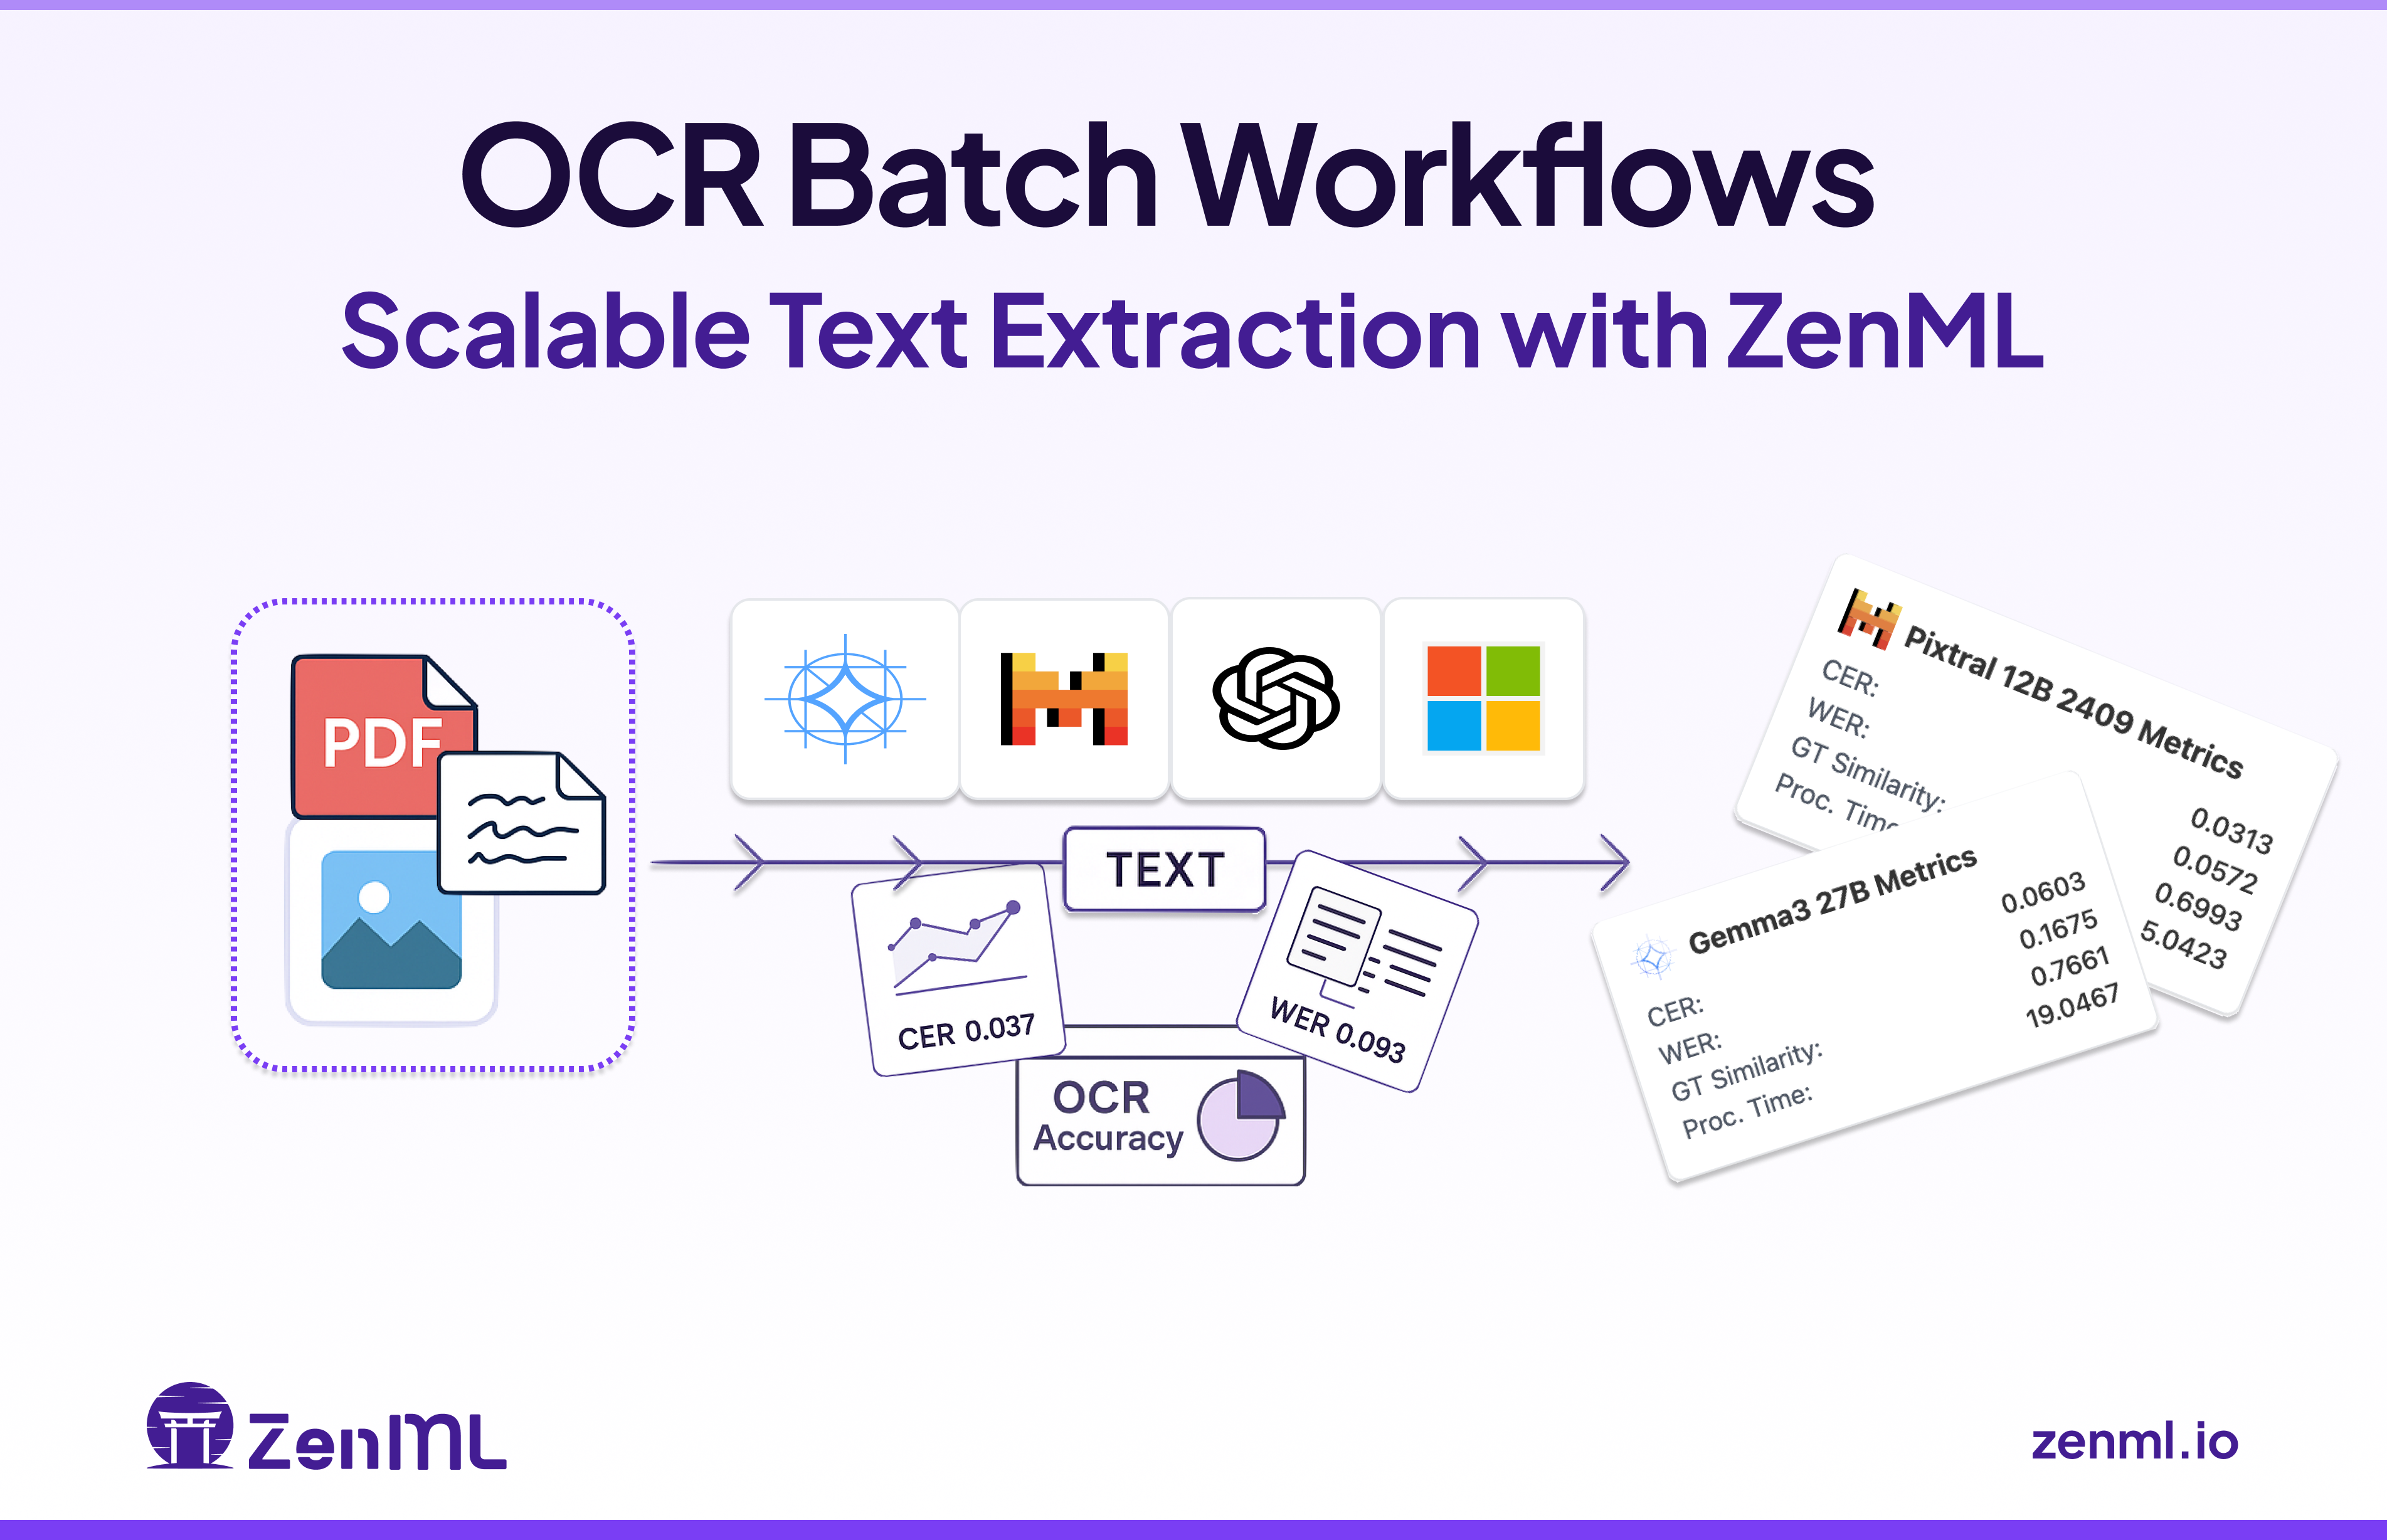 OCR Batch Workflows
Scalable Text Extraction with ZenML
PDF
TEXT
CER 0.037
WER 0.093
OCR
Accuracy
Pixtral 12B 2409 Metrics
CER: 0.0313
WER: 0.0572
GT Similarity: 0.6993
Proc. Time 5.0423
Gemma3 27B Metrics
CER: 0.0603
WER: 0.1675
GT Similarity: 0.7661
Proc. Time: 19.0467
ZenML
zenml.io